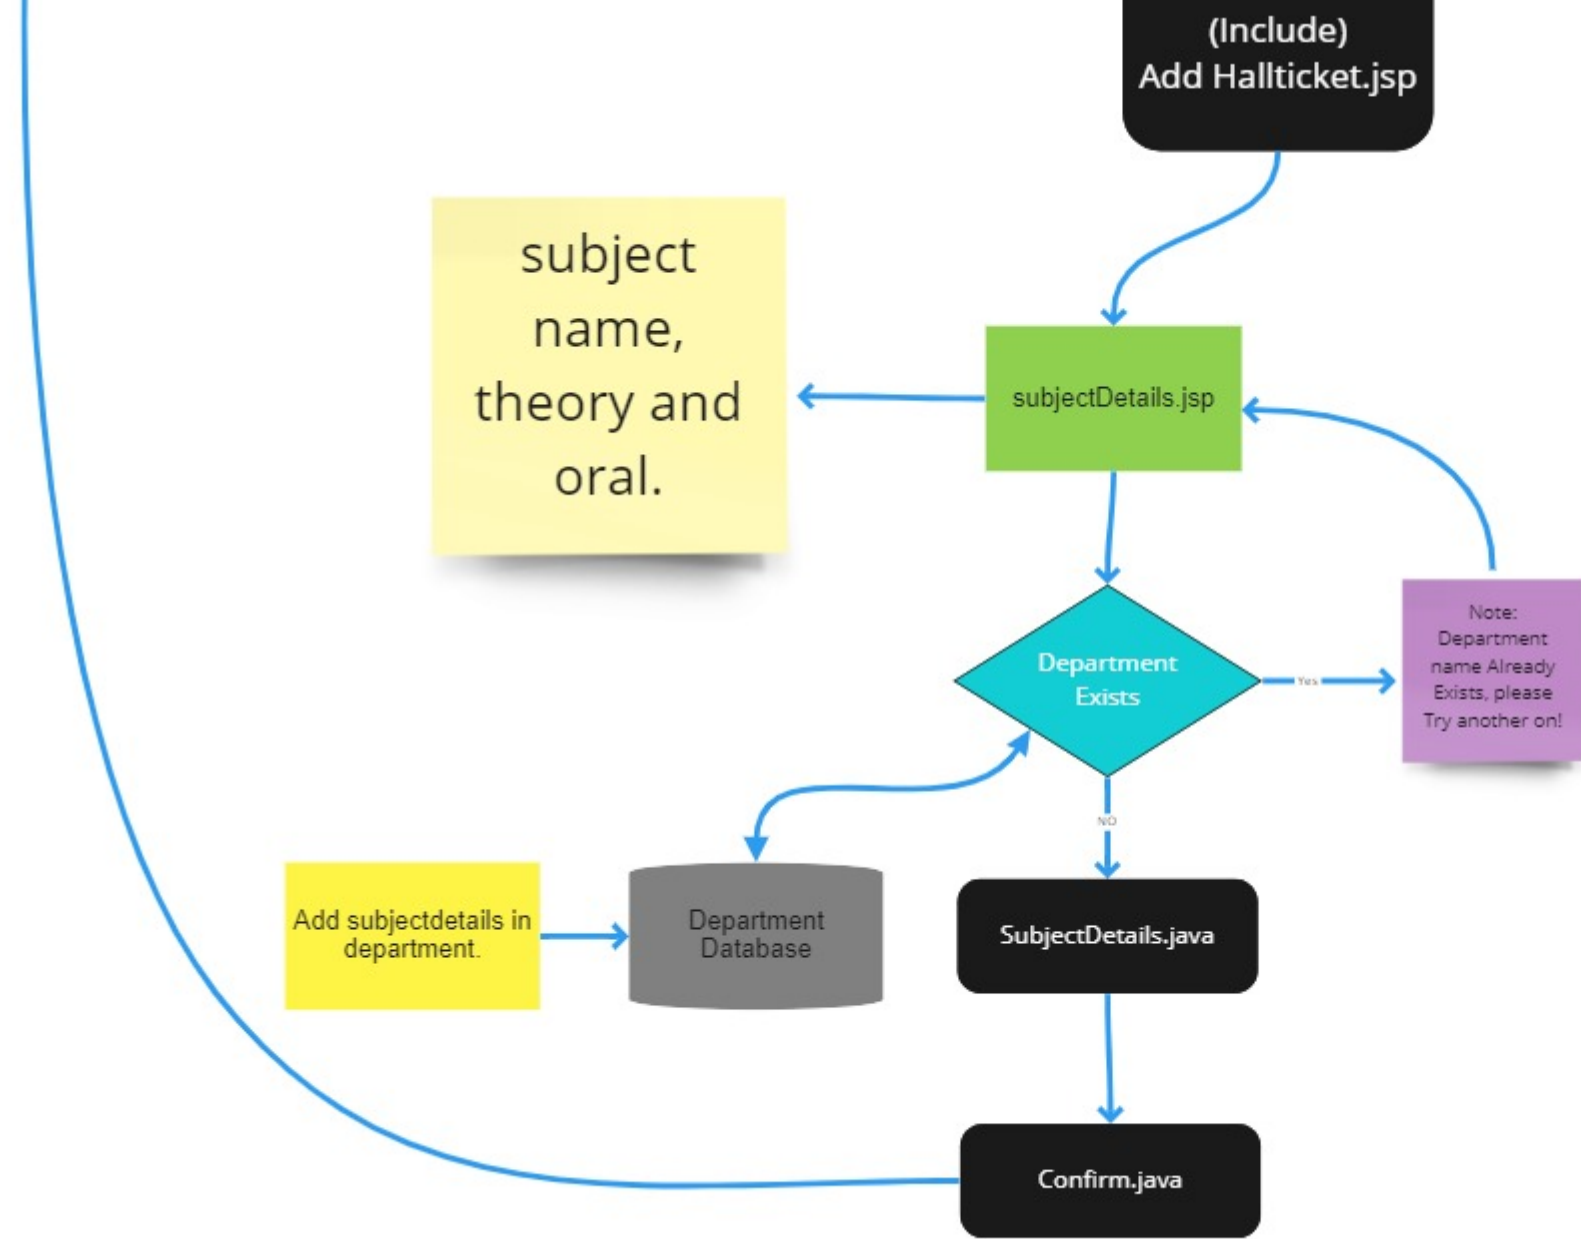 (Include)
Add Hallticket.jsp
subject
name,
theory and
oral.
subjectDetails.jsp
Department
Exists
Yes
Note:
Department
name Already
Exists, please
Try another on!
NO
Add subjectdetails in
department.
Department
Database
SubjectDetails.java
Confirm.java